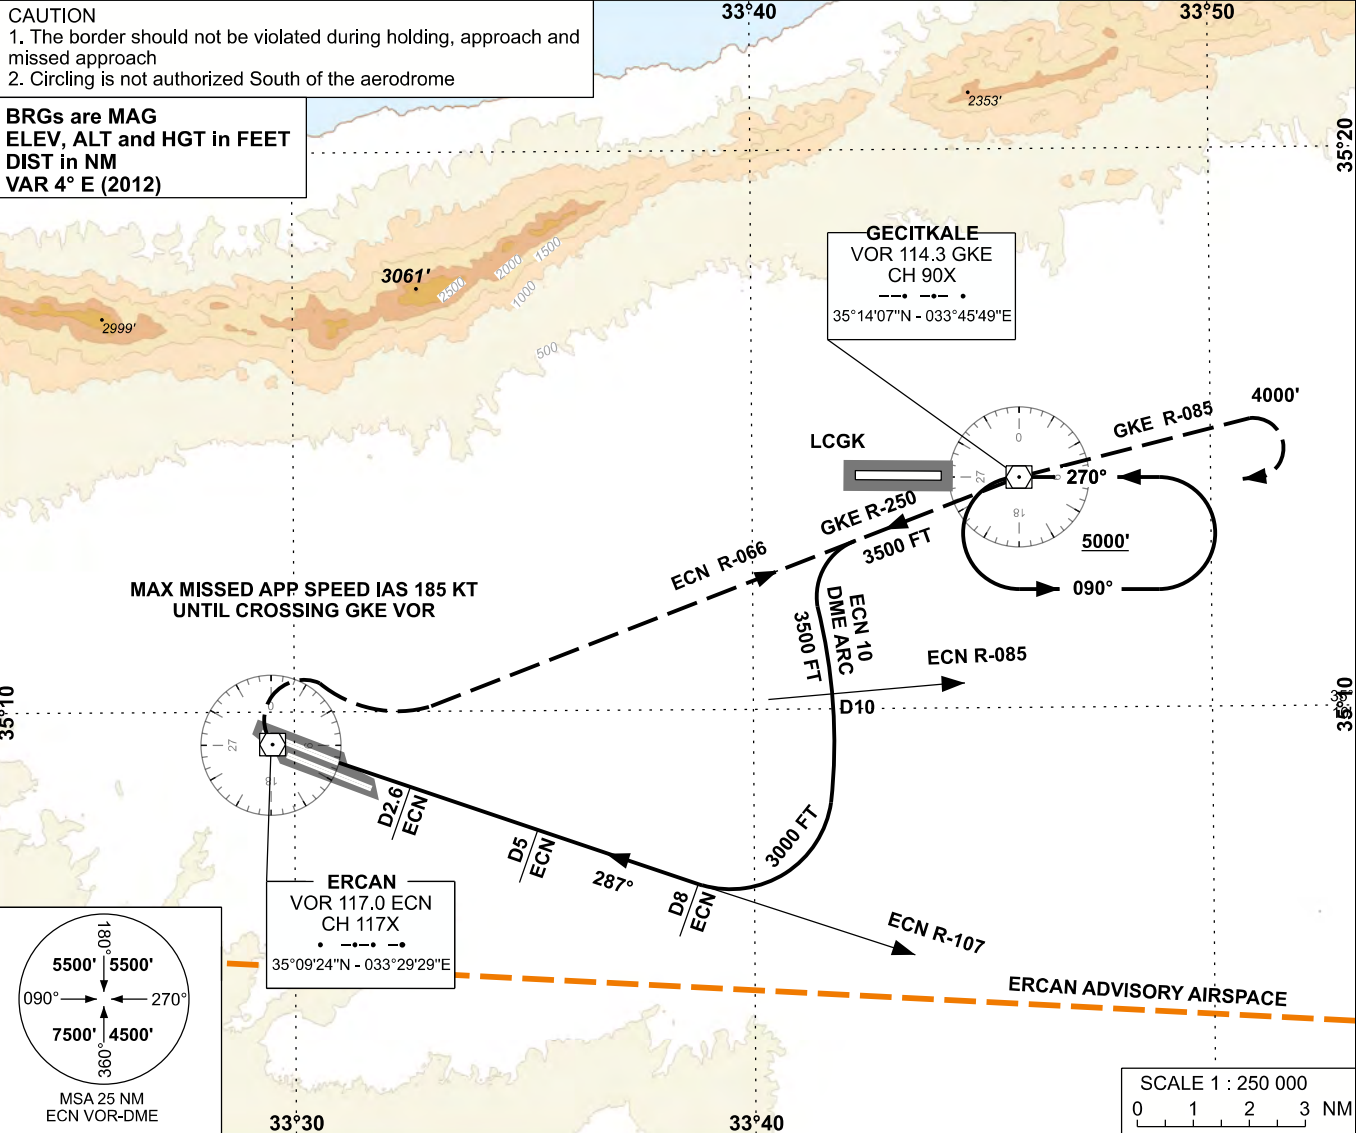 CAUTION
1. The border should not be violated during holding, approach and
missed approach
2. Circling is not authorized South of the aerodrome
33°40
33°50
BRGs are MAG
ELEV, ALT and HGT in FEET
DIST in NM
VAR 4° E (2012)
2353'
35°20
GECITKALE
VOR 114.3 GKE
CH 90X
35°14'07"N - 033°45'49"E
3061'
2999'
2500
2000
1500
1000
500
LCGK
GKE R-085
4000'
0
27
18
9
270°
5000'
090°
GKE R-250
3500 FT
ECN R-066
MAX MISSED APP SPEED IAS 185 KT
UNTIL CROSSING GKE VOR
ECN 10
DME ARC
3500 FT
ECN R-085
D10
35°10
35°10
0
27
18
9
D2.6
ECN
D5
ECN
287°
D8
ECN
3000 FT
ECN R-107
ERCAN
VOR 117.0 ECN
CH 117X
35°09'24"N - 033°29'29"E
ERCAN ADVISORY AIRSPACE
180°
5500' 5500'
090° 270°
7500' 4500'
360°
MSA 25 NM
ECN VOR-DME
33°30
33°40
SCALE 1 : 250 000
0 1 2 3 NM